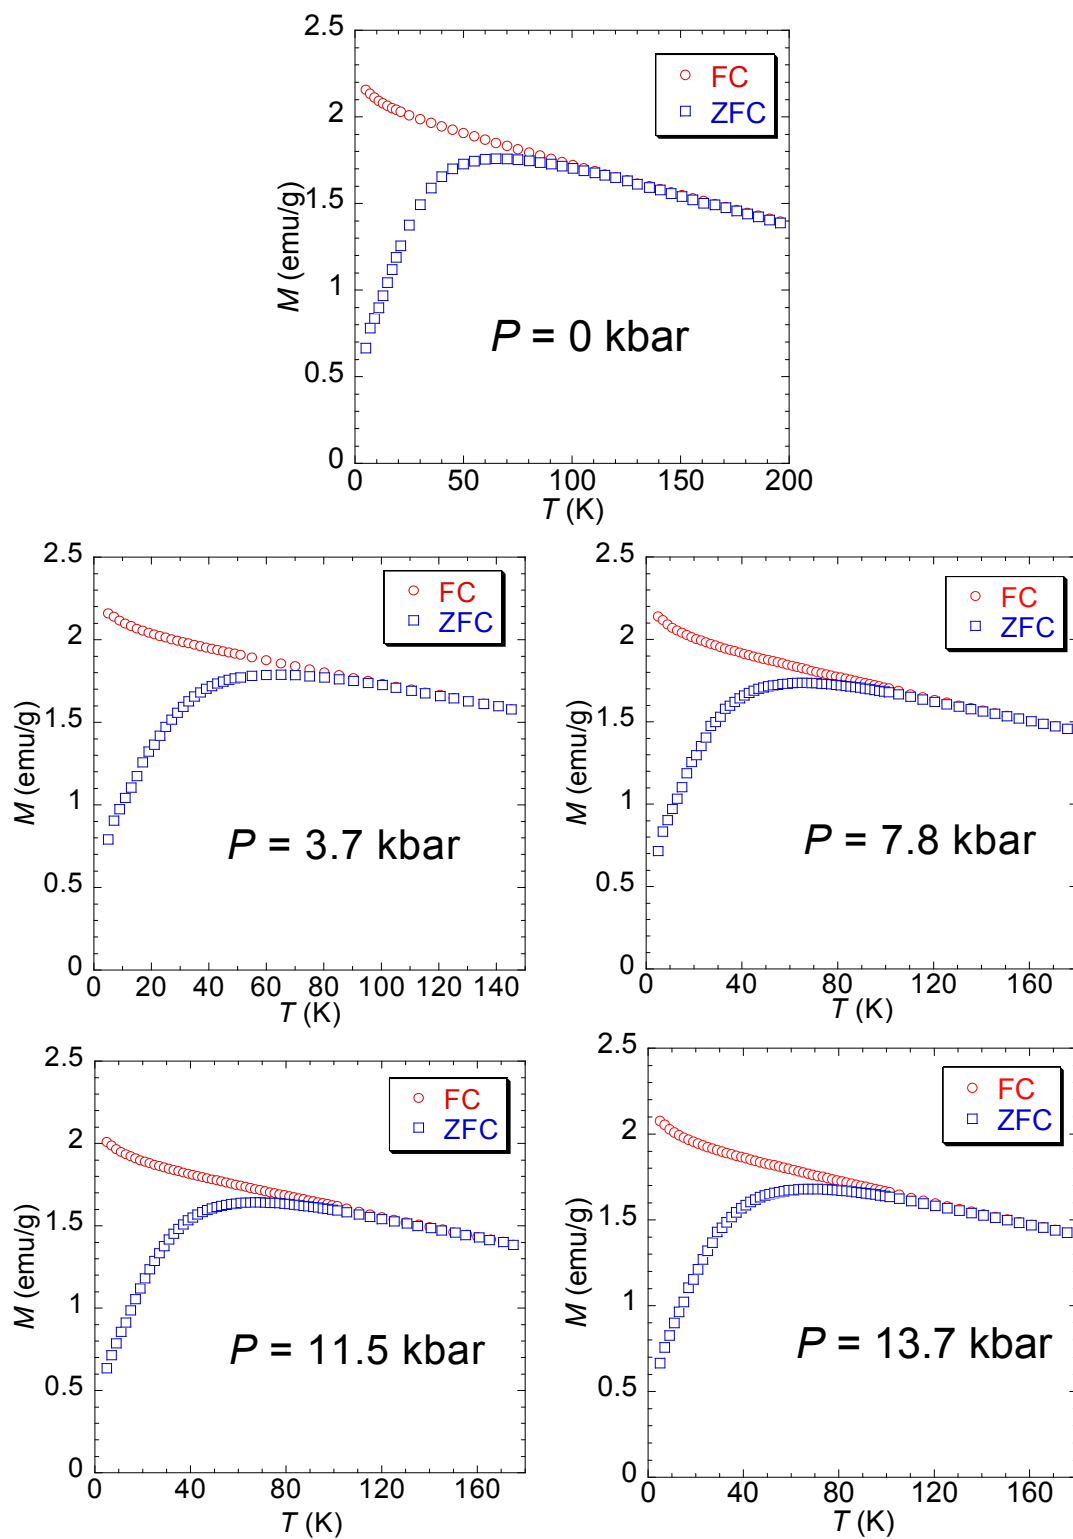 2.5
2
1.5
1
0.5
0
M (emu/g)
FC
ZFC
P = 0 kbar
0 50 100 150 200
T (K)
2.5
2
1.5
1
0.5
0
M (emu/g)
FC
ZFC
P = 3.7 kbar
0 20 40 60 80 100 120 140
T (K)
2.5
2
1.5
1
0.5
0
M (emu/g)
FC
ZFC
P = 7.8 kbar
0 40 80 120 160
T (K)
2.5
2
1.5
1
0.5
0
M (emu/g)
FC
ZFC
P = 11.5 kbar
0 40 80 120 160
T (K)
2.5
2
1.5
1
0.5
0
M (emu/g)
FC
ZFC
P = 13.7 kbar
0 40 80 120 160
T (K)